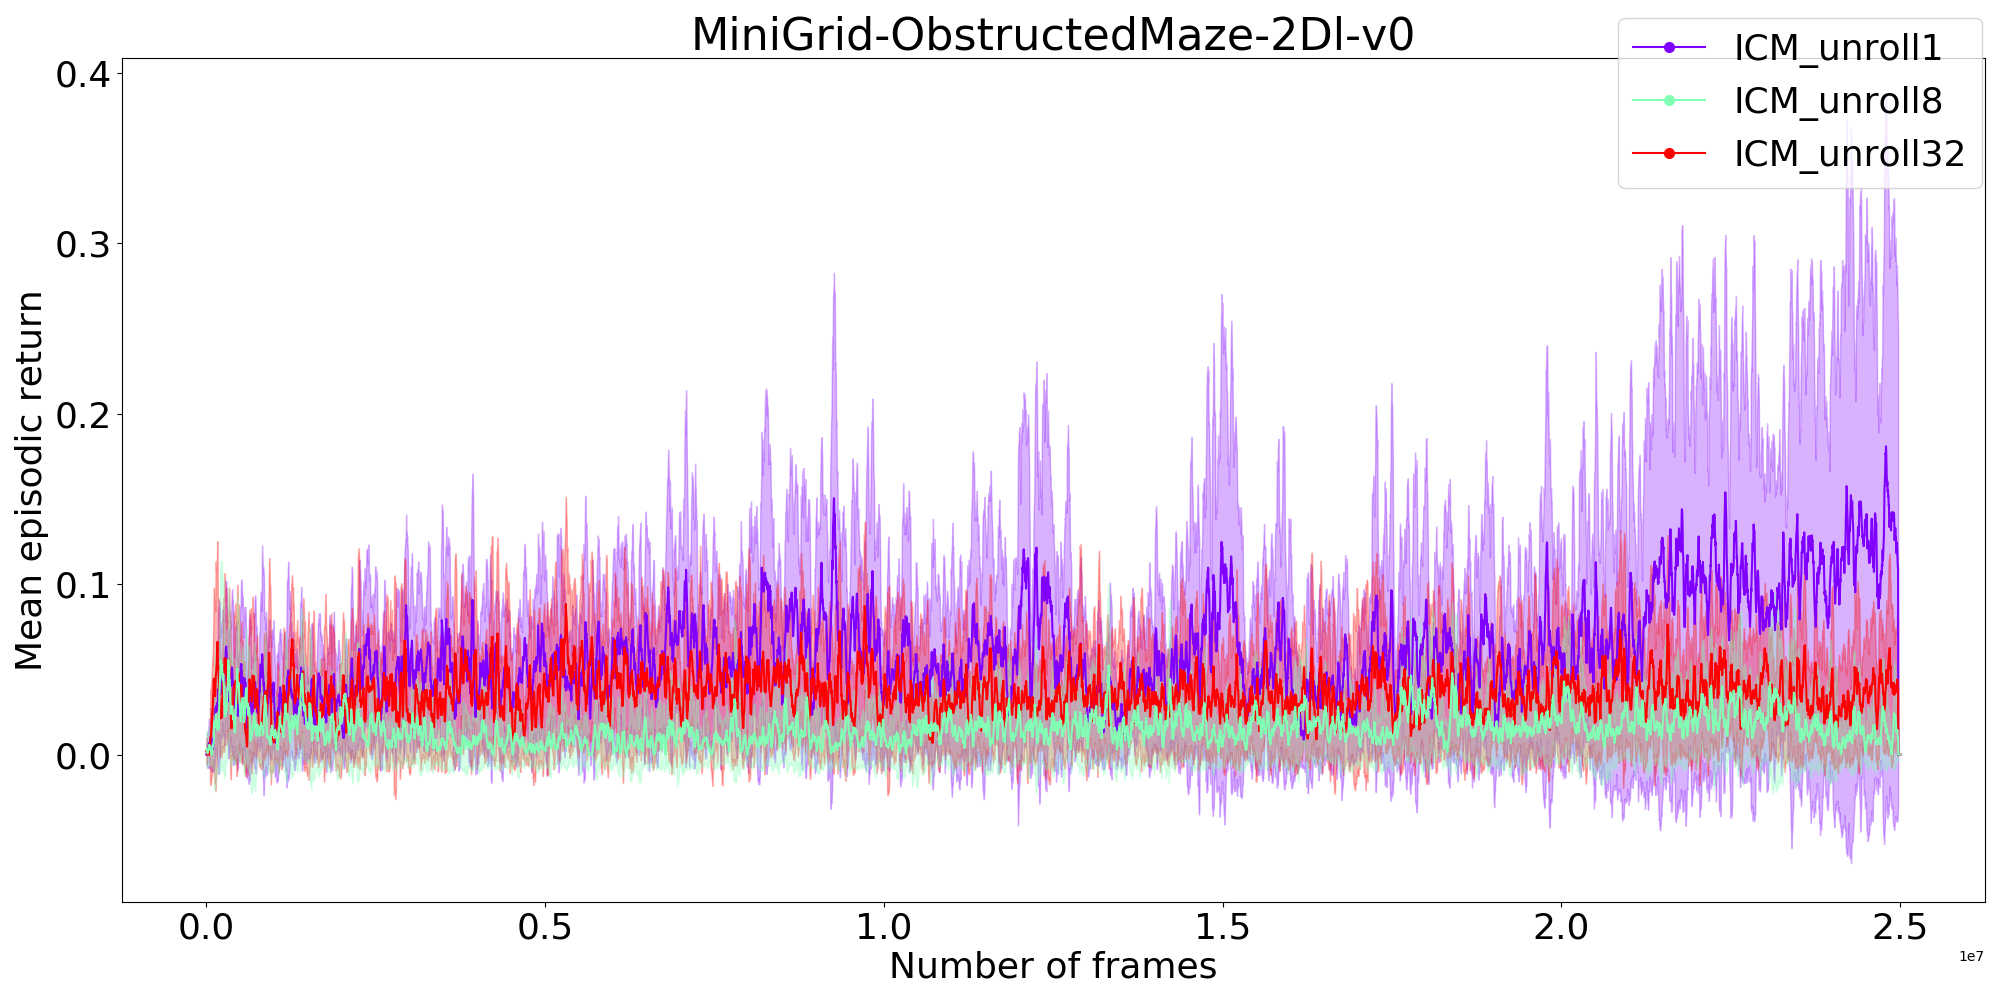 MiniGrid-ObstructedMaze-2Dl-v0
ICM_unroll1
ICM_unroll8
ICM_unroll32
Mean episodic return
0.4
0.3
0.2
0.1
0.0
0.0 0.5 1.0 1.5 2.0 2.5
1e7
Number of frames